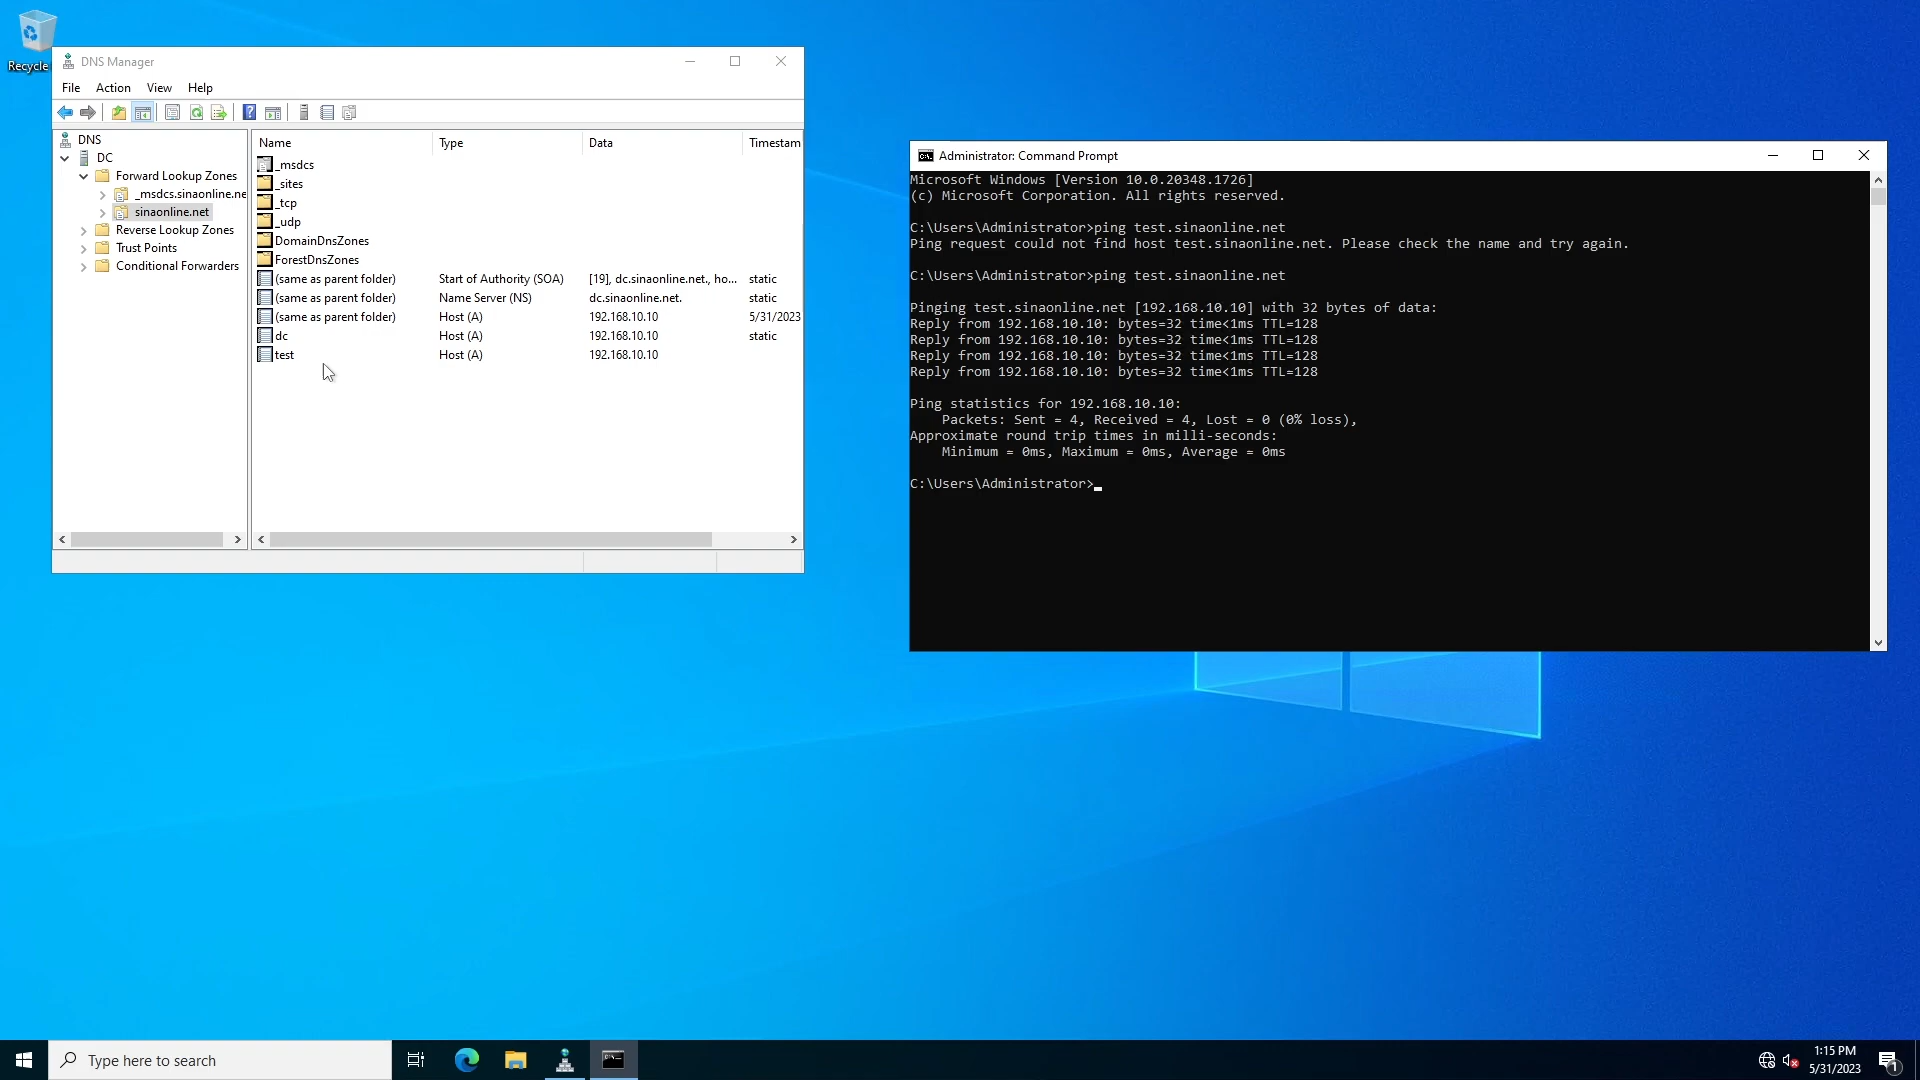 Recycle
DNS Manager
File Action View Help
DNS
DC
Forward Lookup Zones
_msdcs.sinaonline.ne
sinaonline.net
Reverse Lookup Zones
Trust Points
Conditional Forwarders
Name Type Data Timestam
_msdcs
_sites
_tcp
_udp
DomainDnsZones
ForestDnsZones
(same as parent folder) Start of Authority (SOA) [19], dc.sinaonline.net., ho... static
(same as parent folder) Name Server (NS) dc.sinaonline.net. static
(same as parent folder) Host (A) 192.168.10.10 5/31/2023
dc Host (A) 192.168.10.10 static
test Host (A) 192.168.10.10
Administrator: Command Prompt
Microsoft Windows [Version 10.0.20348.1726]
(c) Microsoft Corporation. All rights reserved.
C:\Users\Administrator>ping test.sinaonline.net
Ping request could not find host test.sinaonline.net. Please check the name and try again.
C:\Users\Administrator>ping test.sinaonline.net
Pinging test.sinaonline.net [192.168.10.10] with 32 bytes of data:
Reply from 192.168.10.10: bytes=32 time<1ms TTL=128
Reply from 192.168.10.10: bytes=32 time<1ms TTL=128
Reply from 192.168.10.10: bytes=32 time<1ms TTL=128
Reply from 192.168.10.10: bytes=32 time<1ms TTL=128
Ping statistics for 192.168.10.10:
Packets: Sent = 4, Received = 4, Lost = 0 (0% loss),
Approximate round trip times in milli-seconds:
Minimum = 0ms, Maximum = 0ms, Average = 0ms
C:\Users\Administrator>
Type here to search
1:15 PM
5/31/2023
1